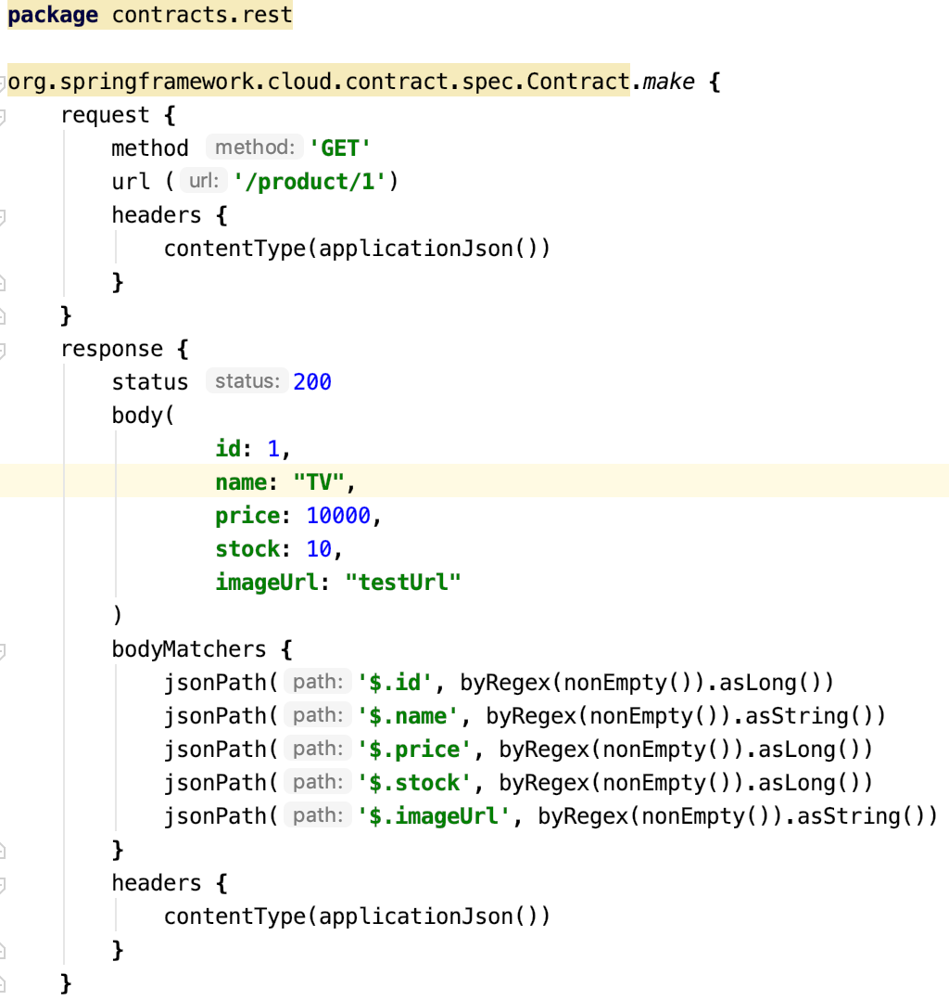 package contracts.rest
org.springframework.cloud.contract.spec.Contract.make {
request {
method method: 'GET'
url ( url: '/product/1')
headers {
contentType(applicationJson())
}
}
response {
status status: 200
body(
id: 1,
name: "TV",
price: 10000,
stock: 10,
imageUrl: "testUrl"
)
bodyMatchers {
jsonPath( path: '$.id', byRegex(nonEmpty()).asLong())
jsonPath( path: '$.name', byRegex(nonEmpty()).asString())
jsonPath( path: '$.price', byRegex(nonEmpty()).asLong())
jsonPath( path: '$.stock', byRegex(nonEmpty()).asLong())
jsonPath( path: '$.imageUrl', byRegex(nonEmpty()).asString())
}
headers {
contentType(applicationJson())
}
}